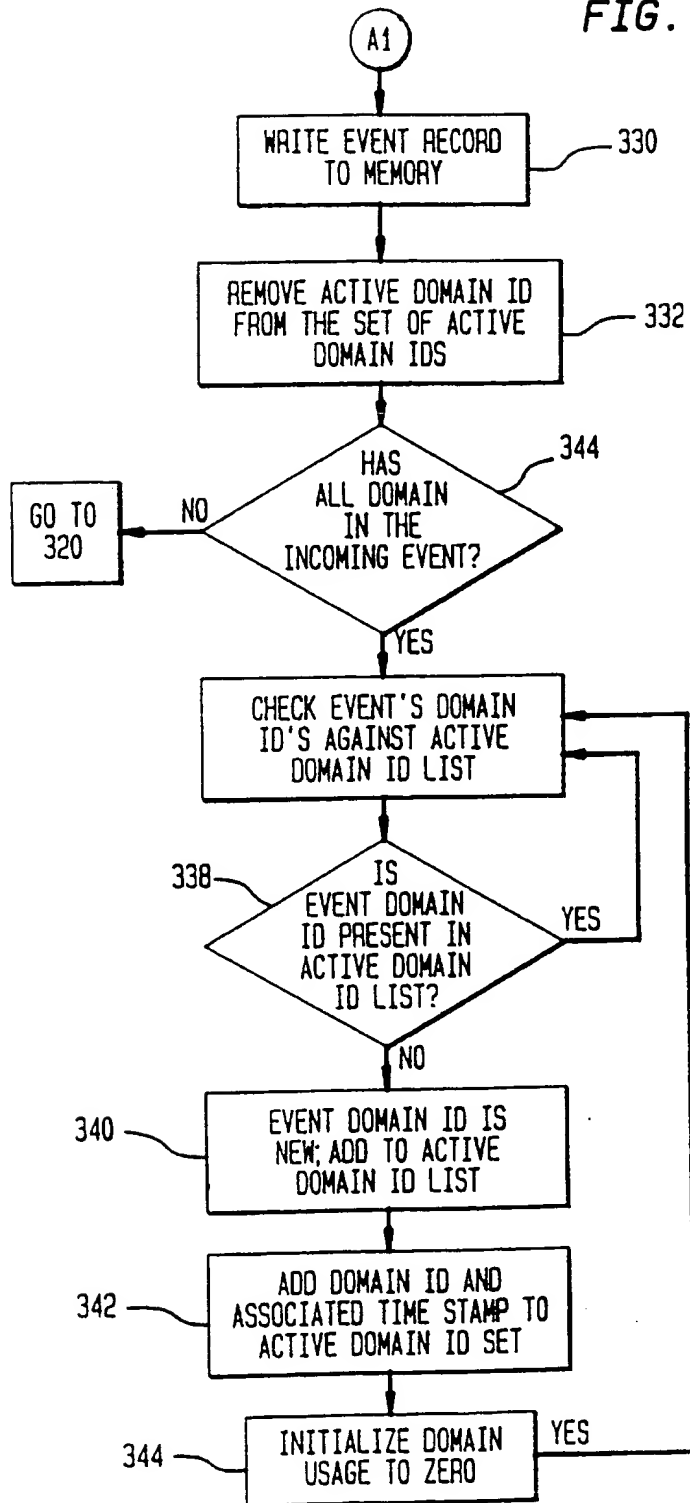 FIG.
A1
WRITE EVENT RECORD
TO MEMORY
330
REMOVE ACTIVE DOMAIN ID
FROM THE SET OF ACTIVE
DOMAIN IDS
332
HAS
ALL DOMAIN
IN THE
INCOMING EVENT?
344
NO
GO TO
320
YES
CHECK EVENT'S DOMAIN
ID'S AGAINST ACTIVE
DOMAIN ID LIST
338
IS
EVENT DOMAIN
ID PRESENT IN
ACTIVE DOMAIN
ID LIST?
YES
NO
340
EVENT DOMAIN ID IS
NEW; ADD TO ACTIVE
DOMAIN ID LIST
342
ADD DOMAIN ID AND
ASSOCIATED TIME STAMP TO
ACTIVE DOMAIN ID SET
344
INITIALIZE DOMAIN
USAGE TO ZERO
YES